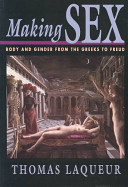 Making
SEX
BODY AND GENDER FROM THE GREEKS TO FREUD
THOMAS LAQUEUR